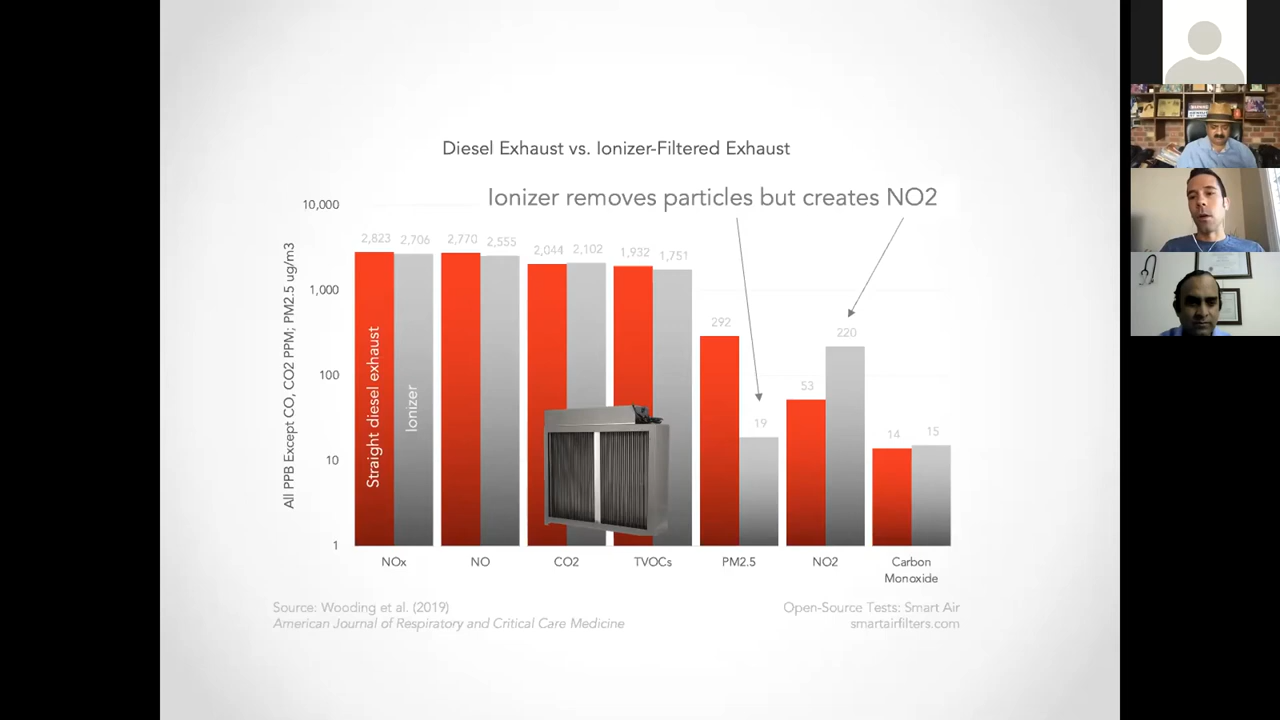 Diesel Exhaust vs. Ionizer-Filtered Exhaust
Ionizer removes particles but creates NO2
All PPB Except CO, CO2 PPM; PM2.5 ug/m3
10,000
1,000
100
10
1
2,823
2,706
2,770
2,555
2,044
2,102
1,932
1,751
292
19
53
220
14
15
Straight diesel exhaust
Ionizer
NOx
NO
CO2
TVOCs
PM2.5
NO2
Carbon
Monoxide
Source: Wooding et al. (2019)
American Journal of Respiratory and Critical Care Medicine
Open-Source Tests: Smart Air
smartairfilters.com